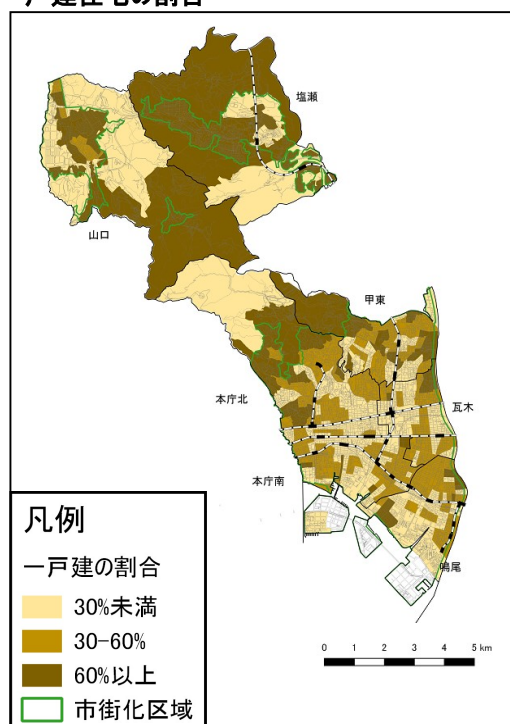 一戸建住宅の割合
塩瀬
山口
甲東
本庁北
瓦木
本庁南
鳴尾
凡例
一戸建の割合
30%未満
30-60%
60%以上
市街化区域
0 1 2 3 4 5 km